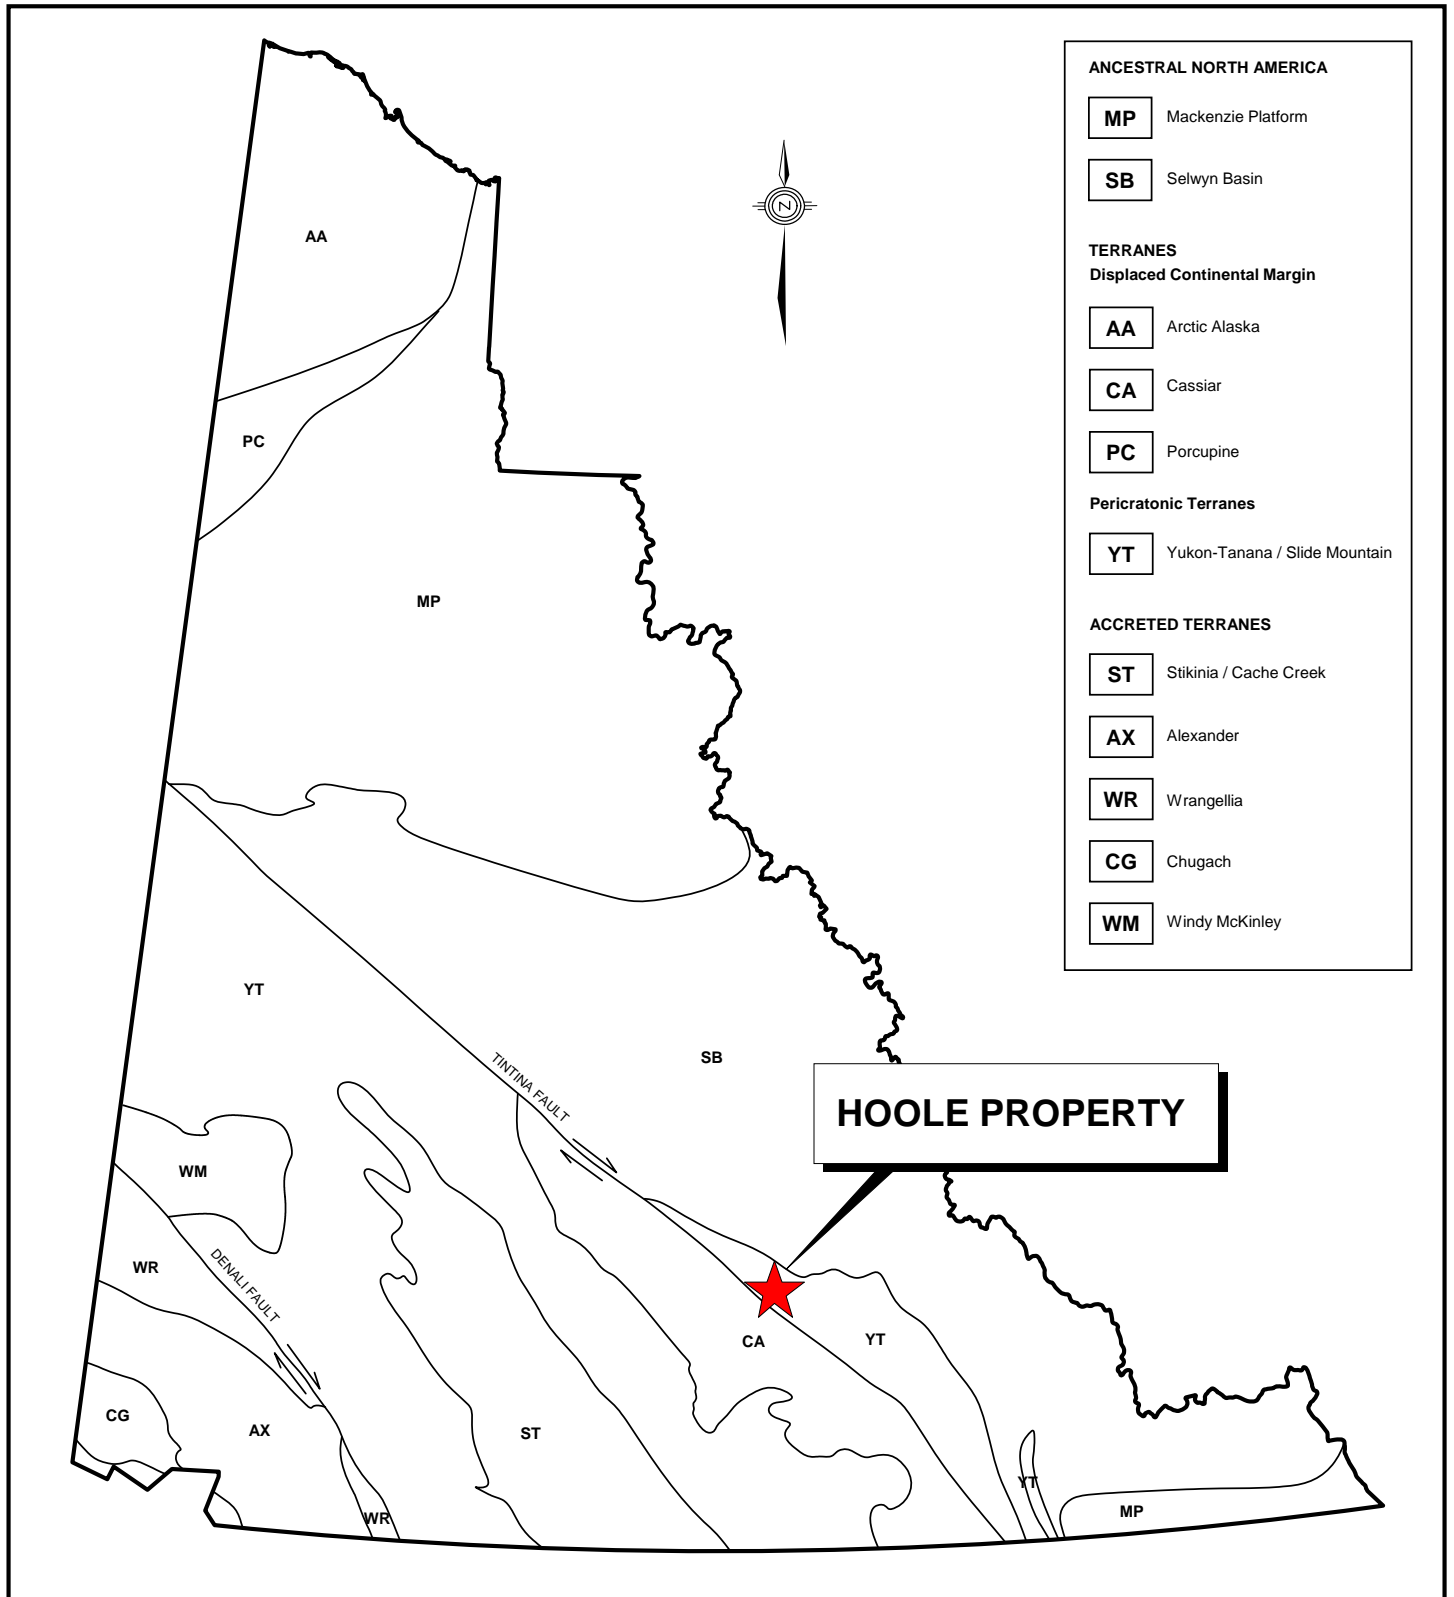 ANCESTRAL NORTH AMERICA
MP Mackenzie Platform
SB Selwyn Basin
TERRANES
Displaced Continental Margin
AA Arctic Alaska
CA Cassiar
PC Porcupine
Pericratonic Terranes
YT Yukon-Tanana / Slide Mountain
ACCRETED TERRANES
ST Stikinia / Cache Creek
AX Alexander
WR Wrangellia
CG Chugach
WM Windy McKinley
N
AA
PC
MP
YT
SB
TINTINA FAULT
HOOLE PROPERTY
WM
WR
DENALI FAULT
CA
YT
CG
AX
ST
YT
MP
WR